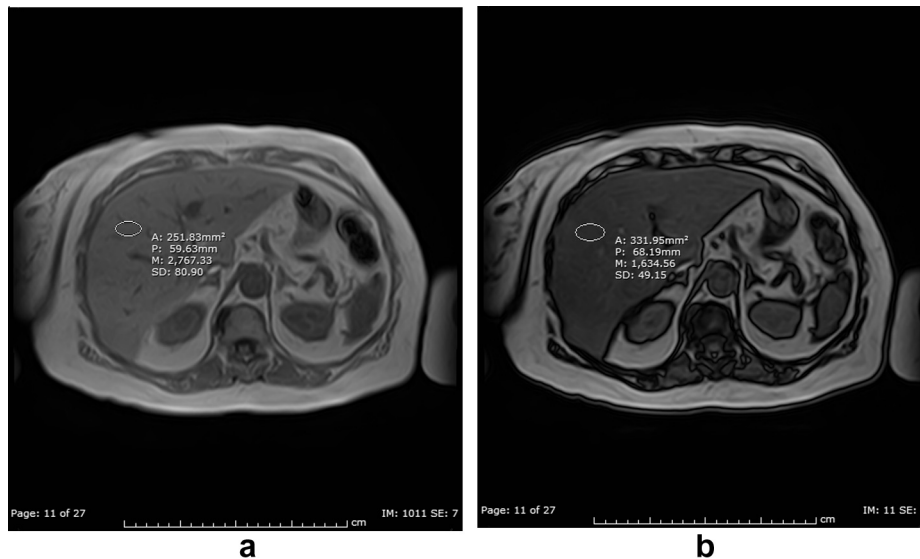 A: 251.83mm²
P: 59.63mm
M: 2,767.33
SD: 80.90
Page: 11 of 27
IM: 1011 SE: 7
cm
a
A: 331.95mm²
P: 68.19mm
M: 1,634.56
SD: 49.15
Page: 11 of 27
IM: 11 SE:
cm
b